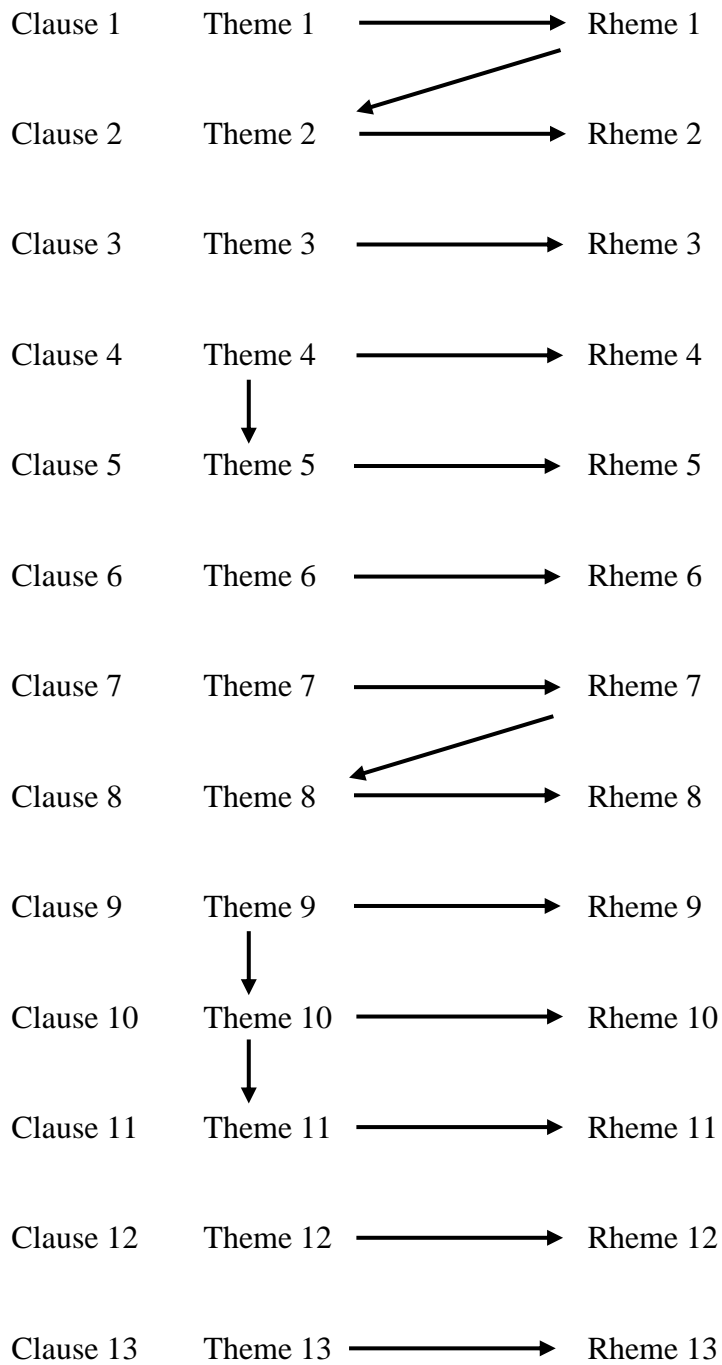 Clause 1 Theme 1 Rheme 1
Clause 2 Theme 2 Rheme 2
Clause 3 Theme 3 Rheme 3
Clause 4 Theme 4 Rheme 4
Clause 5 Theme 5 Rheme 5
Clause 6 Theme 6 Rheme 6
Clause 7 Theme 7 Rheme 7
Clause 8 Theme 8 Rheme 8
Clause 9 Theme 9 Rheme 9
Clause 10 Theme 10 Rheme 10
Clause 11 Theme 11 Rheme 11
Clause 12 Theme 12 Rheme 12
Clause 13 Theme 13 Rheme 13